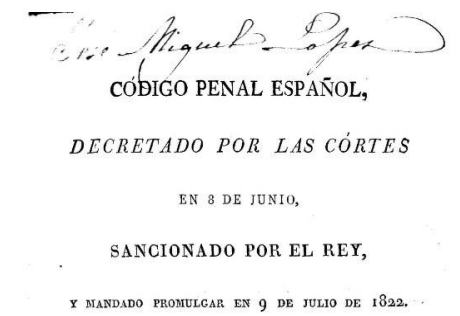 Jose Miguel Lopez
CÓDIGO PENAL ESPAÑOL,
DECRETADO POR LAS CÓRTES
EN 8 DE JUNIO,
SANCIONADO POR EL REY,
Y MANDADO PROMULGAR EN 9 DE JULIO DE 1822.